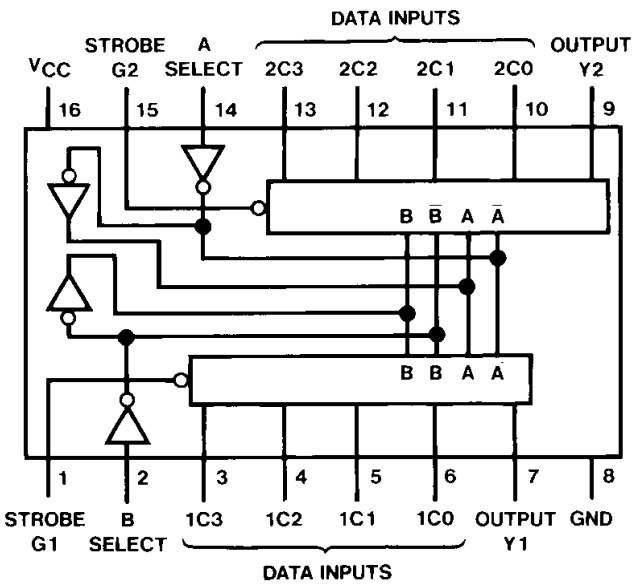 DATA INPUTS
VCC STROBE G2 A SELECT 2C3 2C2 2C1 2C0 OUTPUT Y2
16 15 14 13 12 11 10 9
B B̅ A A̅
B B A A
1 2 3 4 5 6 7 8
STROBE G1 B SELECT 1C3 1C2 1C1 1C0 OUTPUT Y1 GND
DATA INPUTS